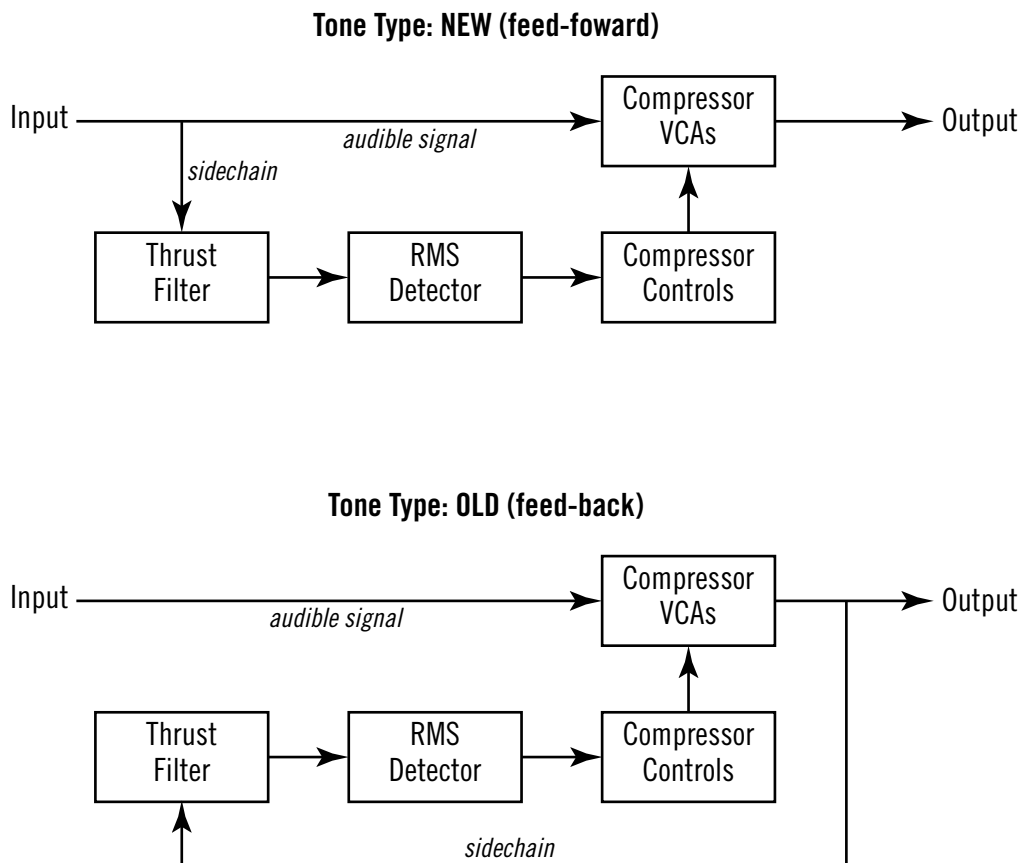 Tone Type: NEW (feed-foward)
Input
audible signal
Compressor
VCAs
Output
sidechain
Thrust
Filter
RMS
Detector
Compressor
Controls
Tone Type: OLD (feed-back)
Input
audible signal
Compressor
VCAs
Output
Thrust
Filter
RMS
Detector
Compressor
Controls
sidechain